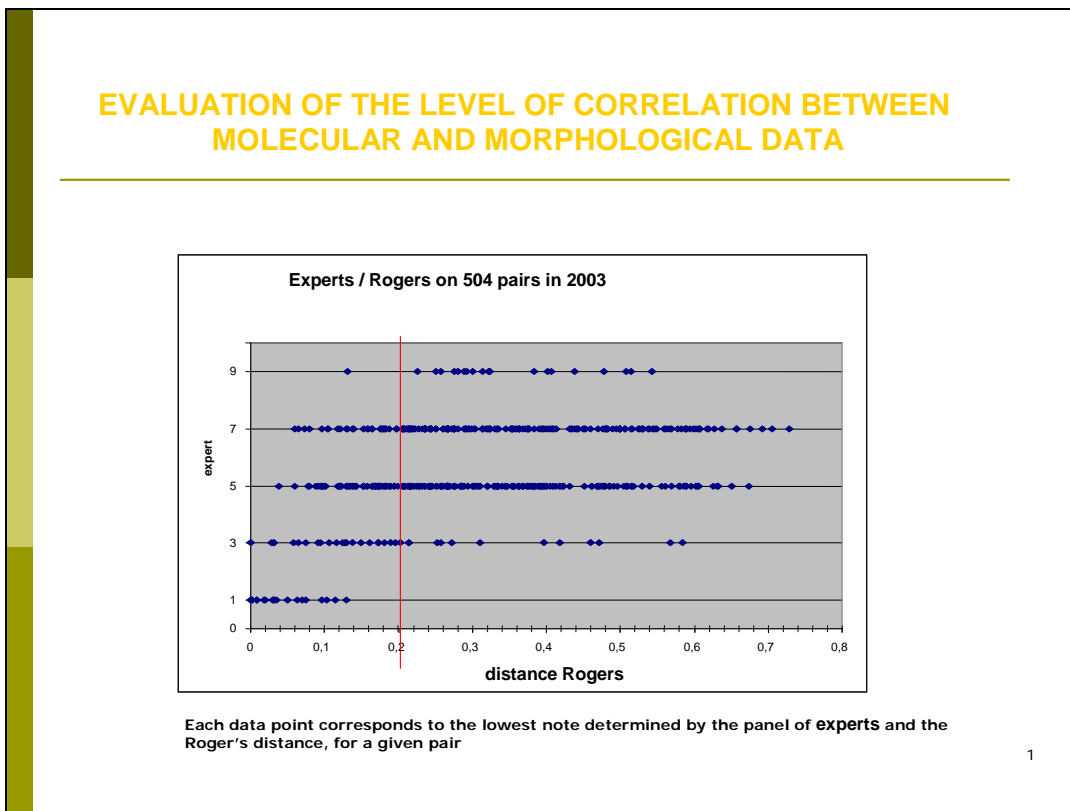 EVALUATION OF THE LEVEL OF CORRELATION BETWEEN
MOLECULAR AND MORPHOLOGICAL DATA
Experts / Rogers on 504 pairs in 2003
expert
9
7
5
3
1
0
0 0,1 0,2 0,3 0,4 0,5 0,6 0,7 0,8
distance Rogers
Each data point corresponds to the lowest note determined by the panel of experts and the
Roger's distance, for a given pair
1